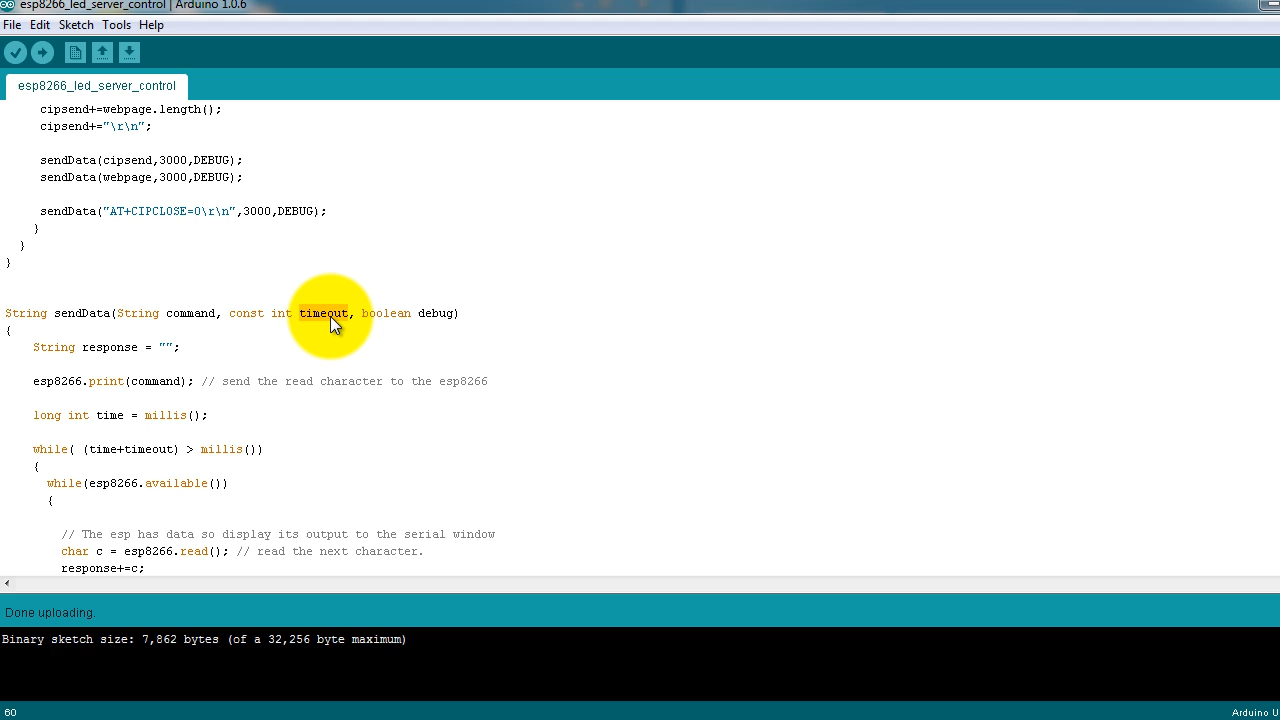 esp8266_led_server_control | Arduino 1.0.6
File Edit Sketch Tools Help
esp8266_led_server_control
cipsend+=webpage.length();
cipsend+="\r\n";
sendData(cipsend,3000,DEBUG);
sendData(webpage,3000,DEBUG);
sendData("AT+CIPCLOSE=0\r\n",3000,DEBUG);
}
}
}
String sendData(String command, const int timeout, boolean debug)
{
String response = "";
esp8266.print(command); // send the read character to the esp8266
long int time = millis();
while( (time+timeout) > millis())
{
while(esp8266.available())
{
// The esp has data so display its output to the serial window
char c = esp8266.read(); // read the next character.
response+=c;
Done uploading.
Binary sketch size: 7,862 bytes (of a 32,256 byte maximum)
60
Arduino U